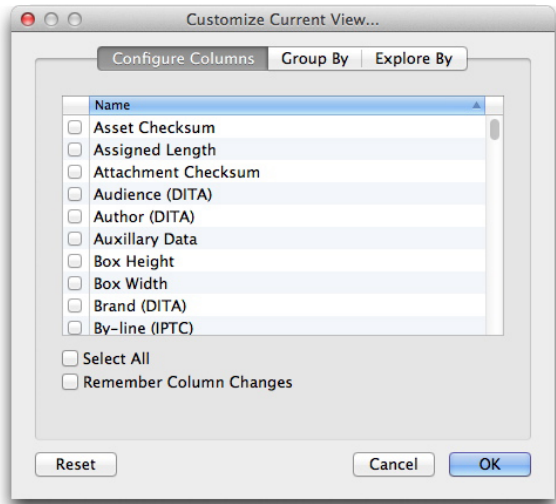 Customize Current View...
Configure Columns Group By Explore By
Name
Asset Checksum
Assigned Length
Attachment Checksum
Audience (DITA)
Author (DITA)
Auxillary Data
Box Height
Box Width
Brand (DITA)
By-line (IPTC)
Select All
Remember Column Changes
Reset Cancel OK